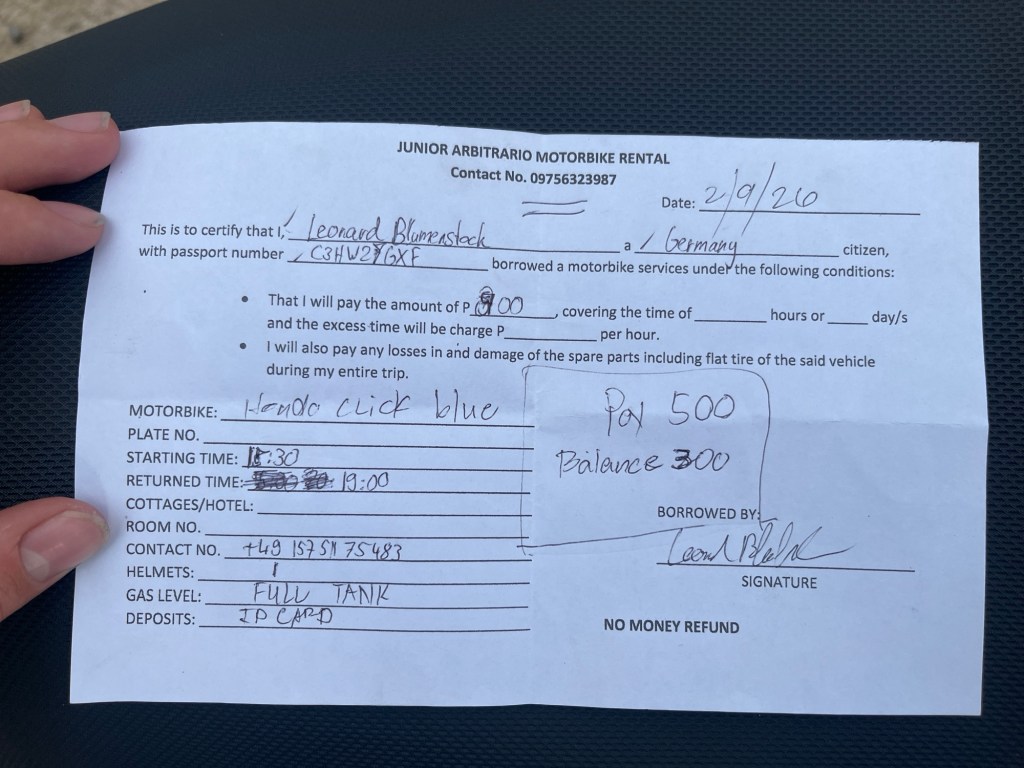 JUNIOR ARBITRARIO MOTORBIKE RENTAL
Contact No. 09756323987
Date: 2/9/26
This is to certify that I, Leonard Blumenstock a Germany citizen,
with passport number borrowed a motorbike services under the following conditions:
• That I will pay the amount of P , covering the time of ________ hours or _____ day/s
and the excess time will be charge P__________ per hour.
• I will also pay any losses in and damage of the spare parts including flat tire of the said vehicle
during my entire trip.
MOTORBIKE: Honda click blue
PLATE NO.
STARTING TIME:
RETURNED TIME: 19:00
COTTAGES/HOTEL:
ROOM NO.
CONTACT NO. +49 1575 75483
HELMETS: 1
GAS LEVEL: FULL TANK
DEPOSITS: ID CARD
Pay 500
Balance 300
BORROWED BY:
SIGNATURE
NO MONEY REFUND